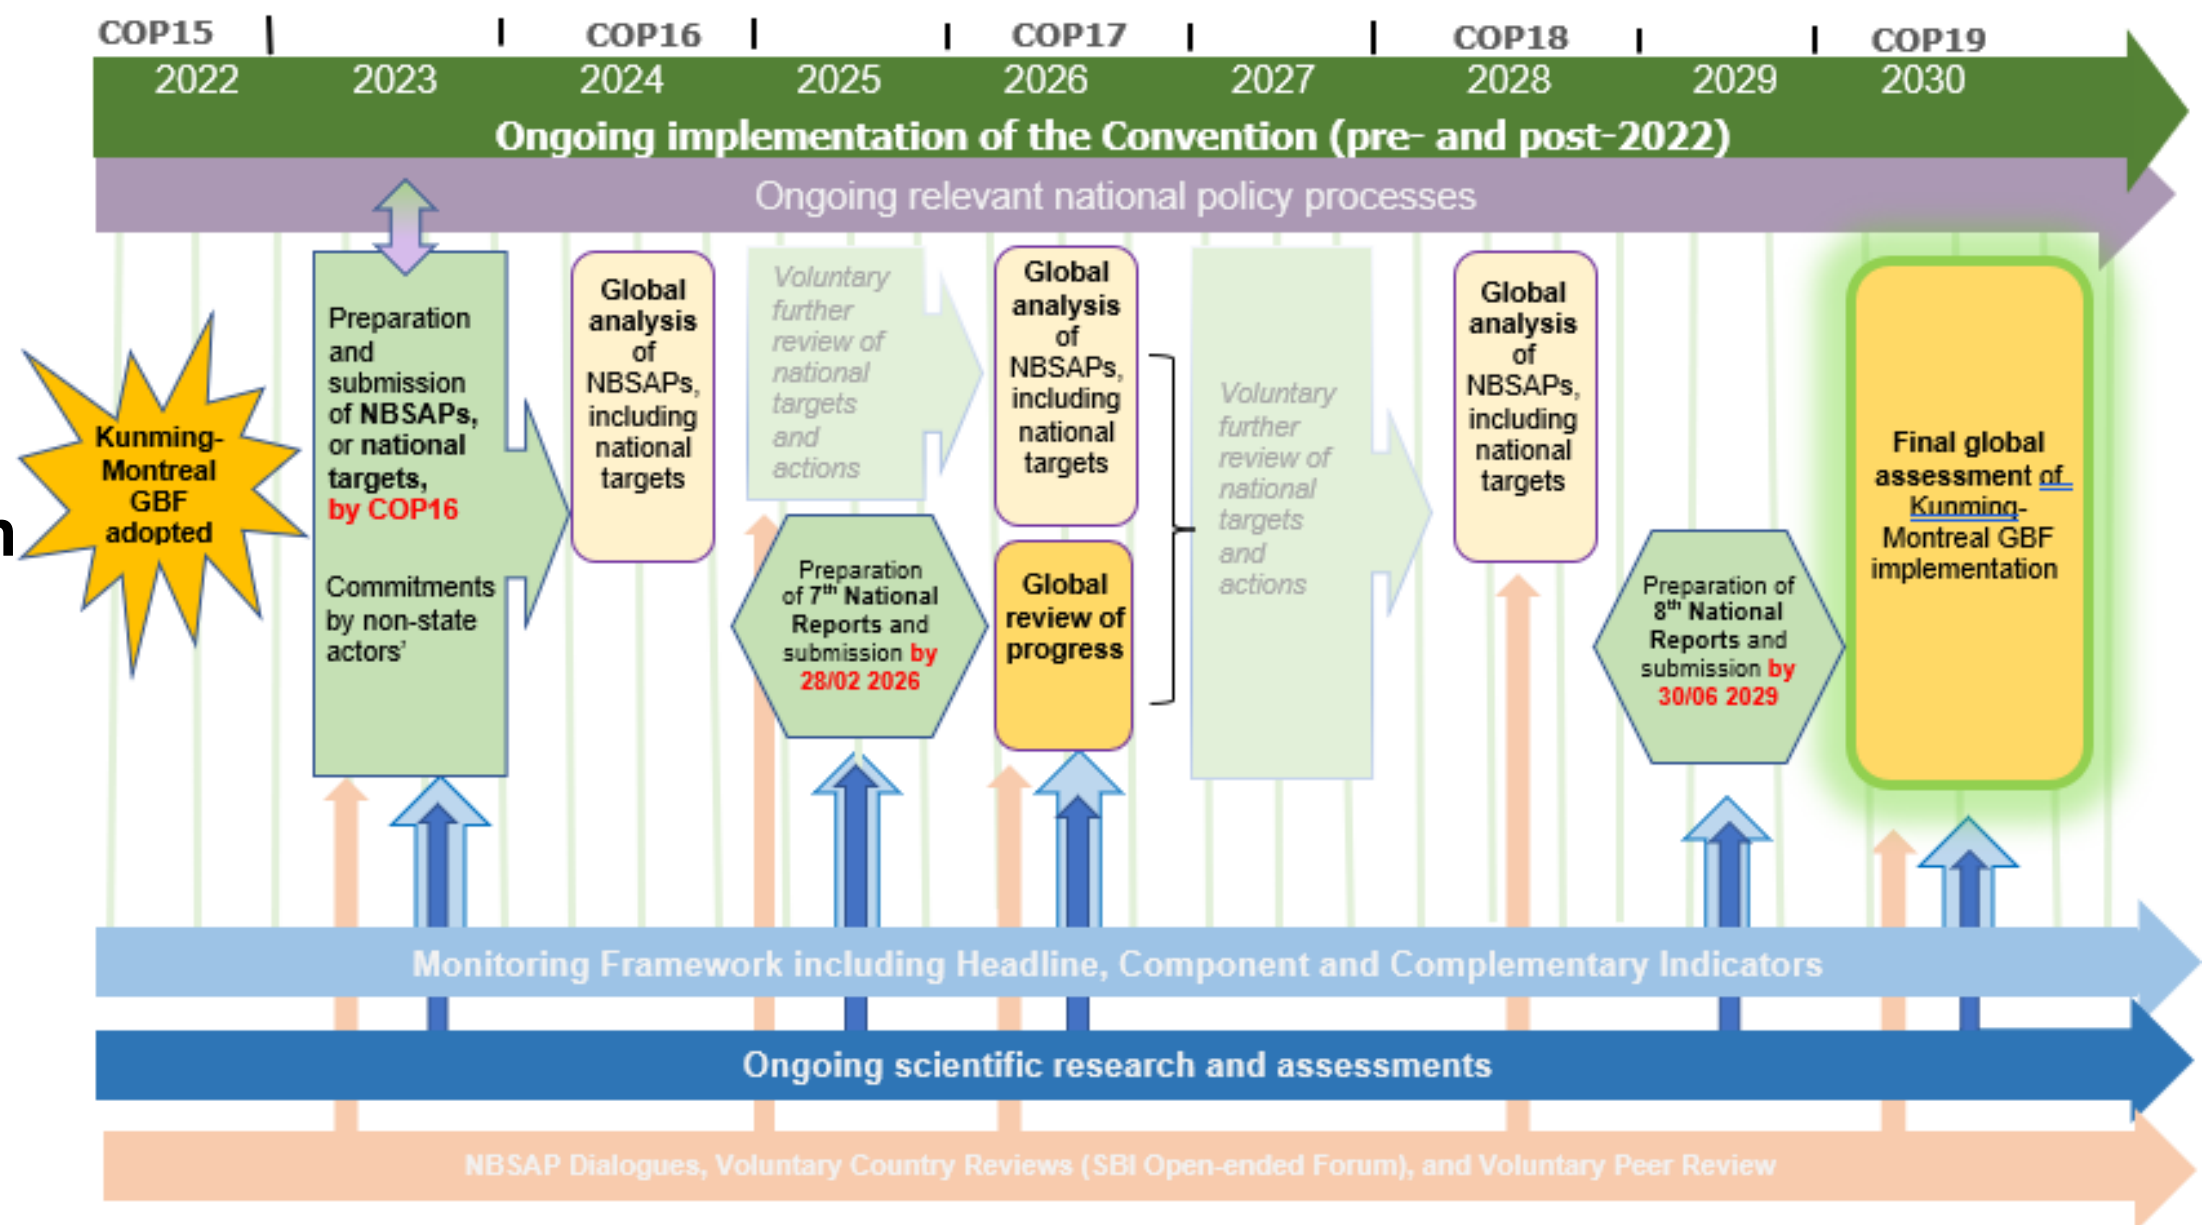 COP15
COP16
COP17
COP18
COP19
2022
2023
2024
2025
2026
2027
2028
2029
2030
Ongoing implementation of the Convention (pre- and post-2022)
Ongoing relevant national policy processes
Kunming-
Montreal
GBF
adopted
n
Preparation
and
submission
of NBSAPs,
or national
targets,
by COP16
Commitments
by non-state
actors’
Global
analysis
of
NBSAPs,
including
national
targets
Voluntary
further
review of
national
targets
and
actions
Preparation
of 7th National
Reports and
submission by
28/02 2026
Global
analysis
of
NBSAPs,
including
national
targets
Global
review of
progress
Voluntary
further
review of
national
targets
and
actions
Global
analysis
of
NBSAPs,
including
national
targets
Preparation of
8th National
Reports and
submission by
30/06 2029
Final global
assessment of
Kunming-
Montreal GBF
implementation
Monitoring Framework including Headline, Component and Complementary Indicators
Ongoing scientific research and assessments
NBSAP Dialogues, Voluntary Country Reviews (SBI Open-ended Forum), and Voluntary Peer Review